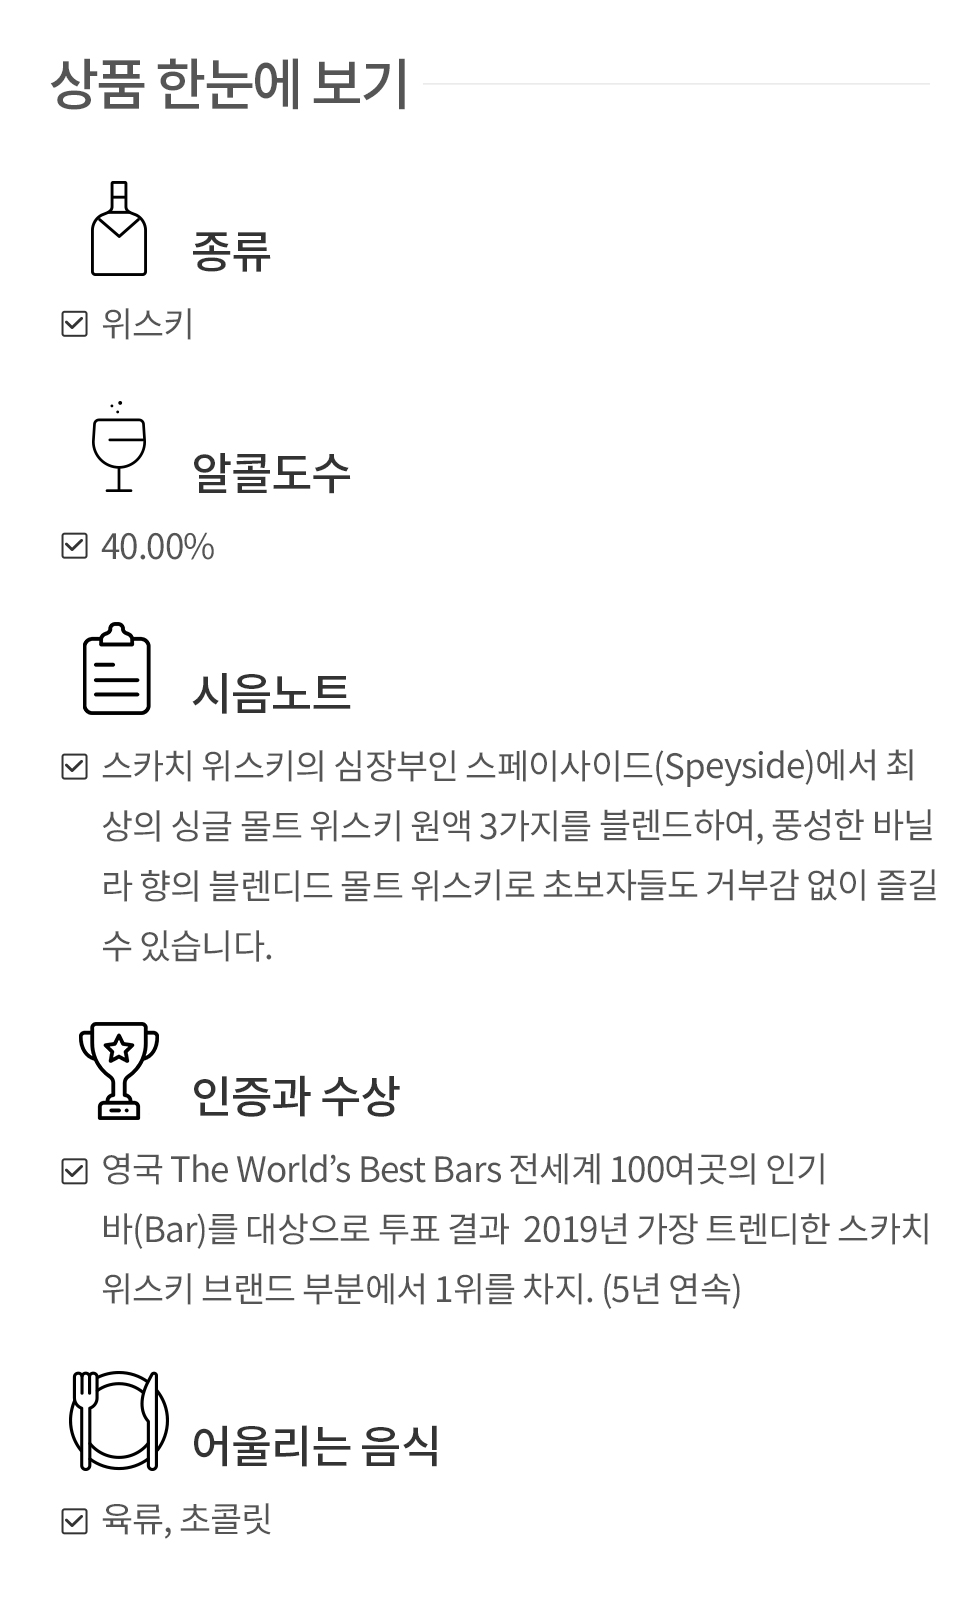 상품 한눈에 보기
종류
위스키
알콜도수
40.00%
시음노트
스카치 위스키의 심장부인 스페이사이드(Speyside)에서 최
상의 싱글 몰트 위스키 원액 3가지를 블렌드하여, 풍성한 바닐
라 향의 블렌디드 몰트 위스키로 초보자들도 거부감 없이 즐길
수 있습니다.
인증과 수상
영국 The World’s Best Bars 전세계 100여곳의 인기
바(Bar)를 대상으로 투표 결과  2019년 가장 트렌디한 스카치
위스키 브랜드 부분에서 1위를 차지. (5년 연속)
어울리는 음식
육류, 초콜릿